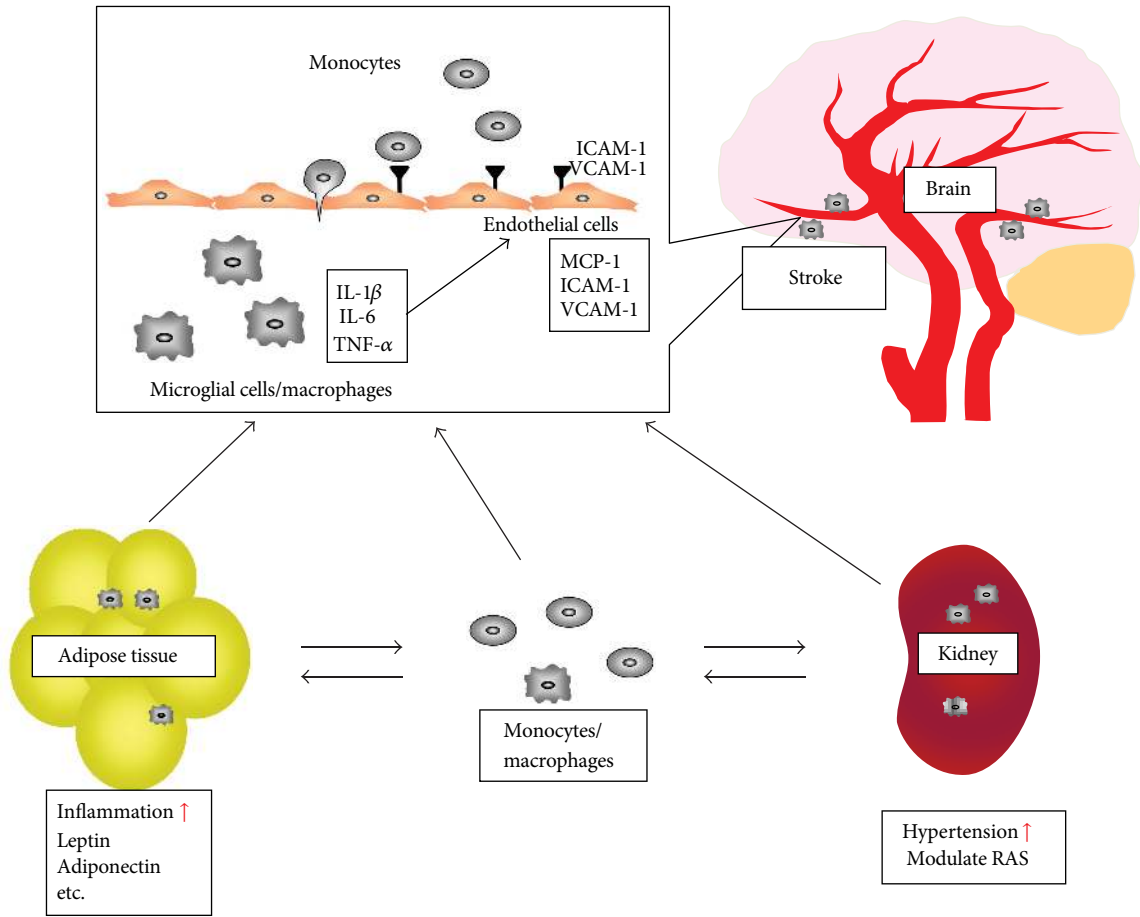 Monocytes
ICAM-1
VCAM-1
Endothelial cells
IL-1β
IL-6
TNF-α
MCP-1
ICAM-1
VCAM-1
Microglial cells/macrophages
Brain
Stroke
Adipose tissue
Monocytes/
macrophages
Kidney
Inflammation ↑
Leptin
Adiponectin
etc.
Hypertension ↑
Modulate RAS